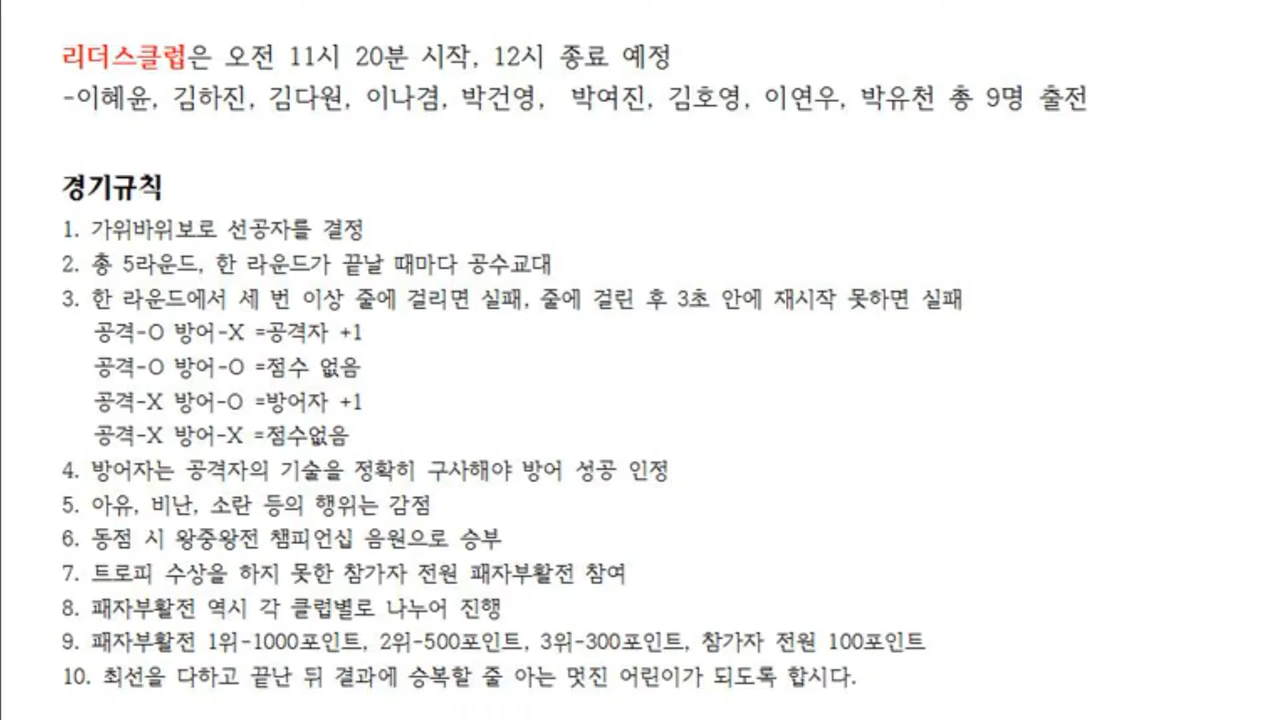 리더스클럽은 오전 11시 20분 시작, 12시 종료 예정
-이혜윤, 김하진, 김다원, 이나겸, 박건영, 박여진, 김호영, 이연우, 박유천 총 9명 출전
경기규칙
1. 가위바위보로 선공자를 결정
2. 총 5라운드, 한 라운드가 끝날 때마다 공수교대
3. 한 라운드에서 세 번 이상 줄에 걸리면 실패, 줄에 걸린 후 3초 안에 재시작 못하면 실패
공격-O 방어-X =공격자 +1
공격-O 방어-O =점수 없음
공격-X 방어-O =방어자 +1
공격-X 방어-X =점수없음
4. 방어자는 공격자의 기술을 정확히 구사해야 방어 성공 인정
5. 아유, 비난, 소란 등의 행위는 감점
6. 동점 시 왕중왕전 챔피언십 음원으로 승부
7. 트로피 수상을 하지 못한 참가자 전원 패자부활전 참여
8. 패자부활전 역시 각 클럽별로 나누어 진행
9. 패자부활전 1위-1000포인트, 2위-500포인트, 3위-300포인트, 참가자 전원 100포인트
10. 최선을 다하고 끝난 뒤 결과에 승복할 줄 아는 멋진 어린이가 되도록 합시다.